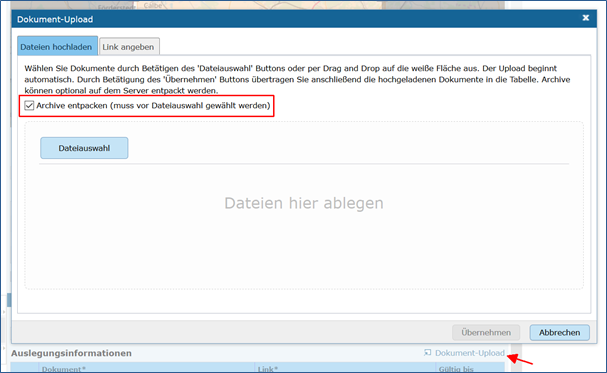 Förderstedt Calbe
Dokument-Upload
Dateien hochladen Link angeben
Wählen Sie Dokumente durch Betätigen des 'Dateiauswahl' Buttons oder per Drag and Drop auf die weiße Fläche aus. Der Upload beginnt
automatisch. Durch Betätigung des 'Übernehmen' Buttons übertragen Sie anschließend die hochgeladenen Dokumente in die Tabelle. Archive
können optional auf dem Server entpackt werden.
Archive entpacken (muss vor Dateiauswahl gewählt werden)
Dateiauswahl
Dateien hier ablegen
Übernehmen Abbrechen
Auslegungsinformationen Dokument-Upload
Dokument* Link* Gültig bis